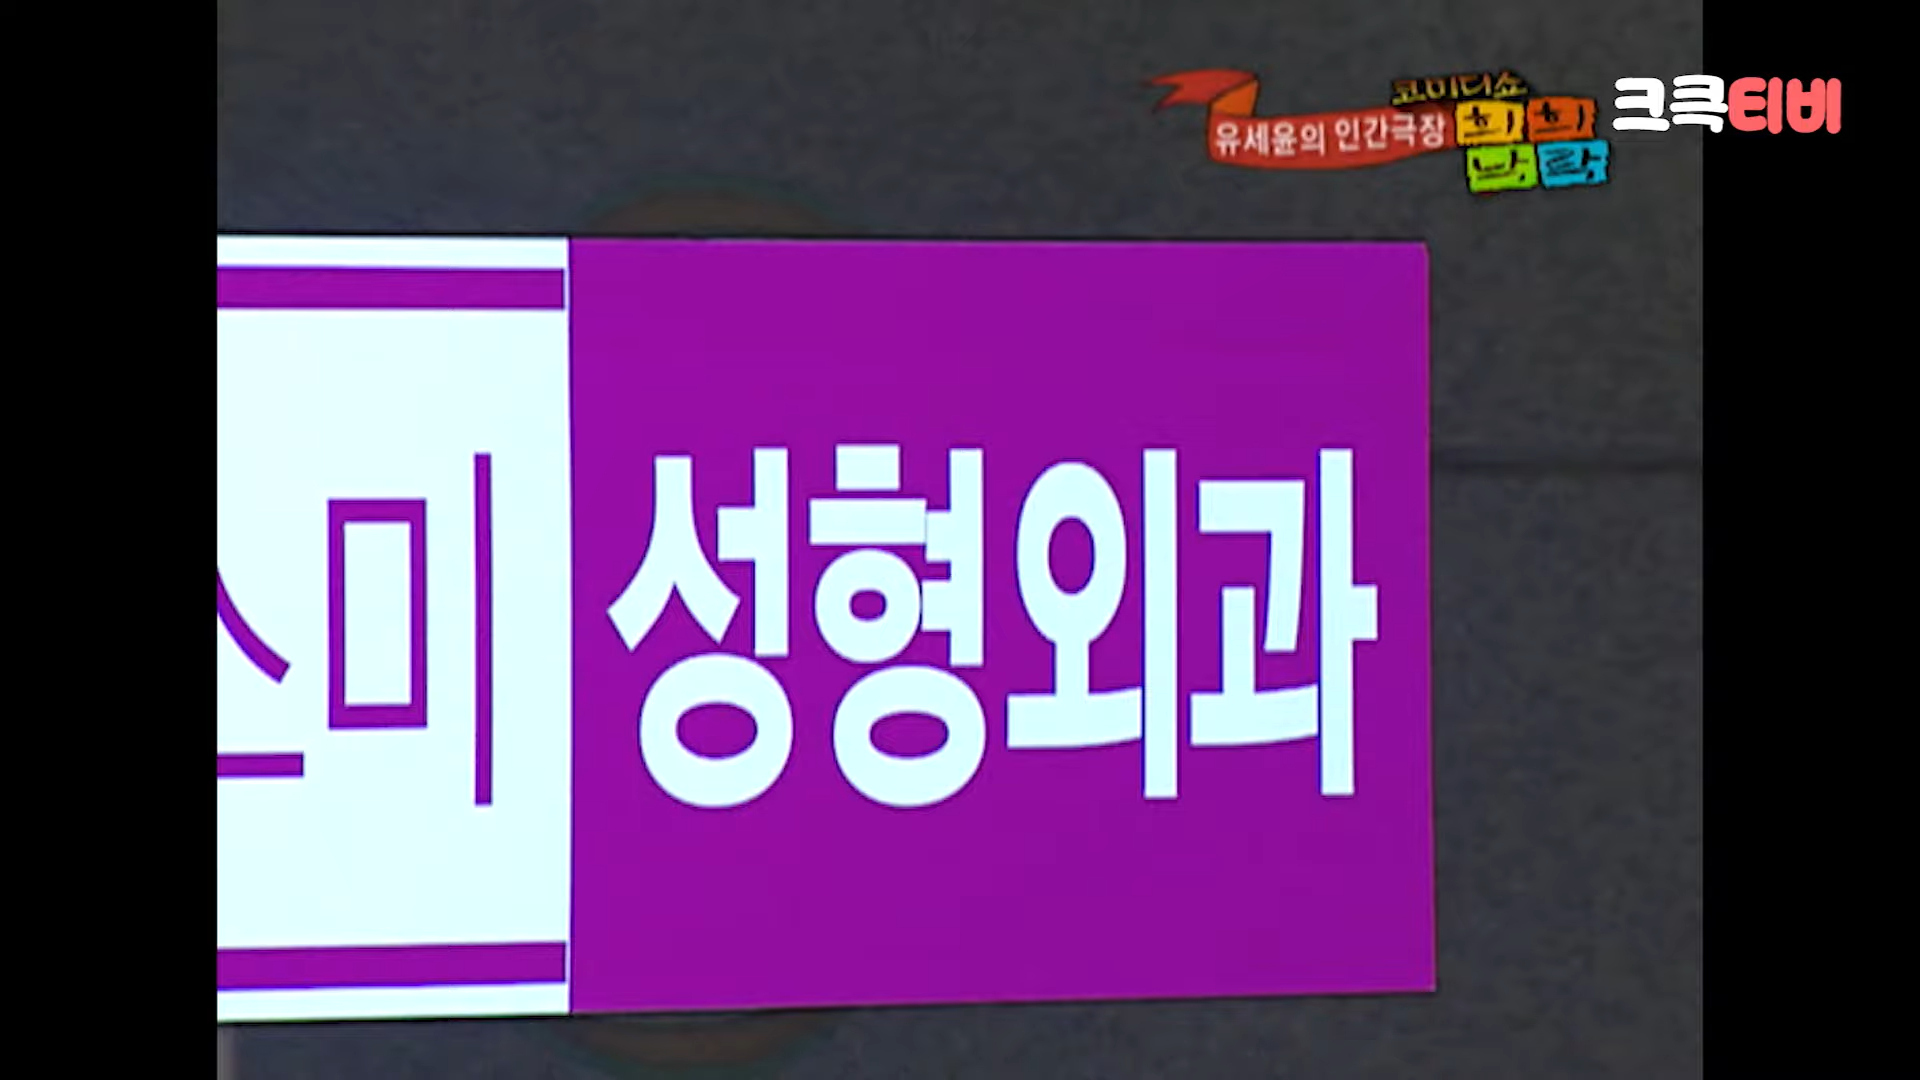 코미디쇼
유세윤의 인간극장
희희
낙락
크큭티비
스미 성형외과